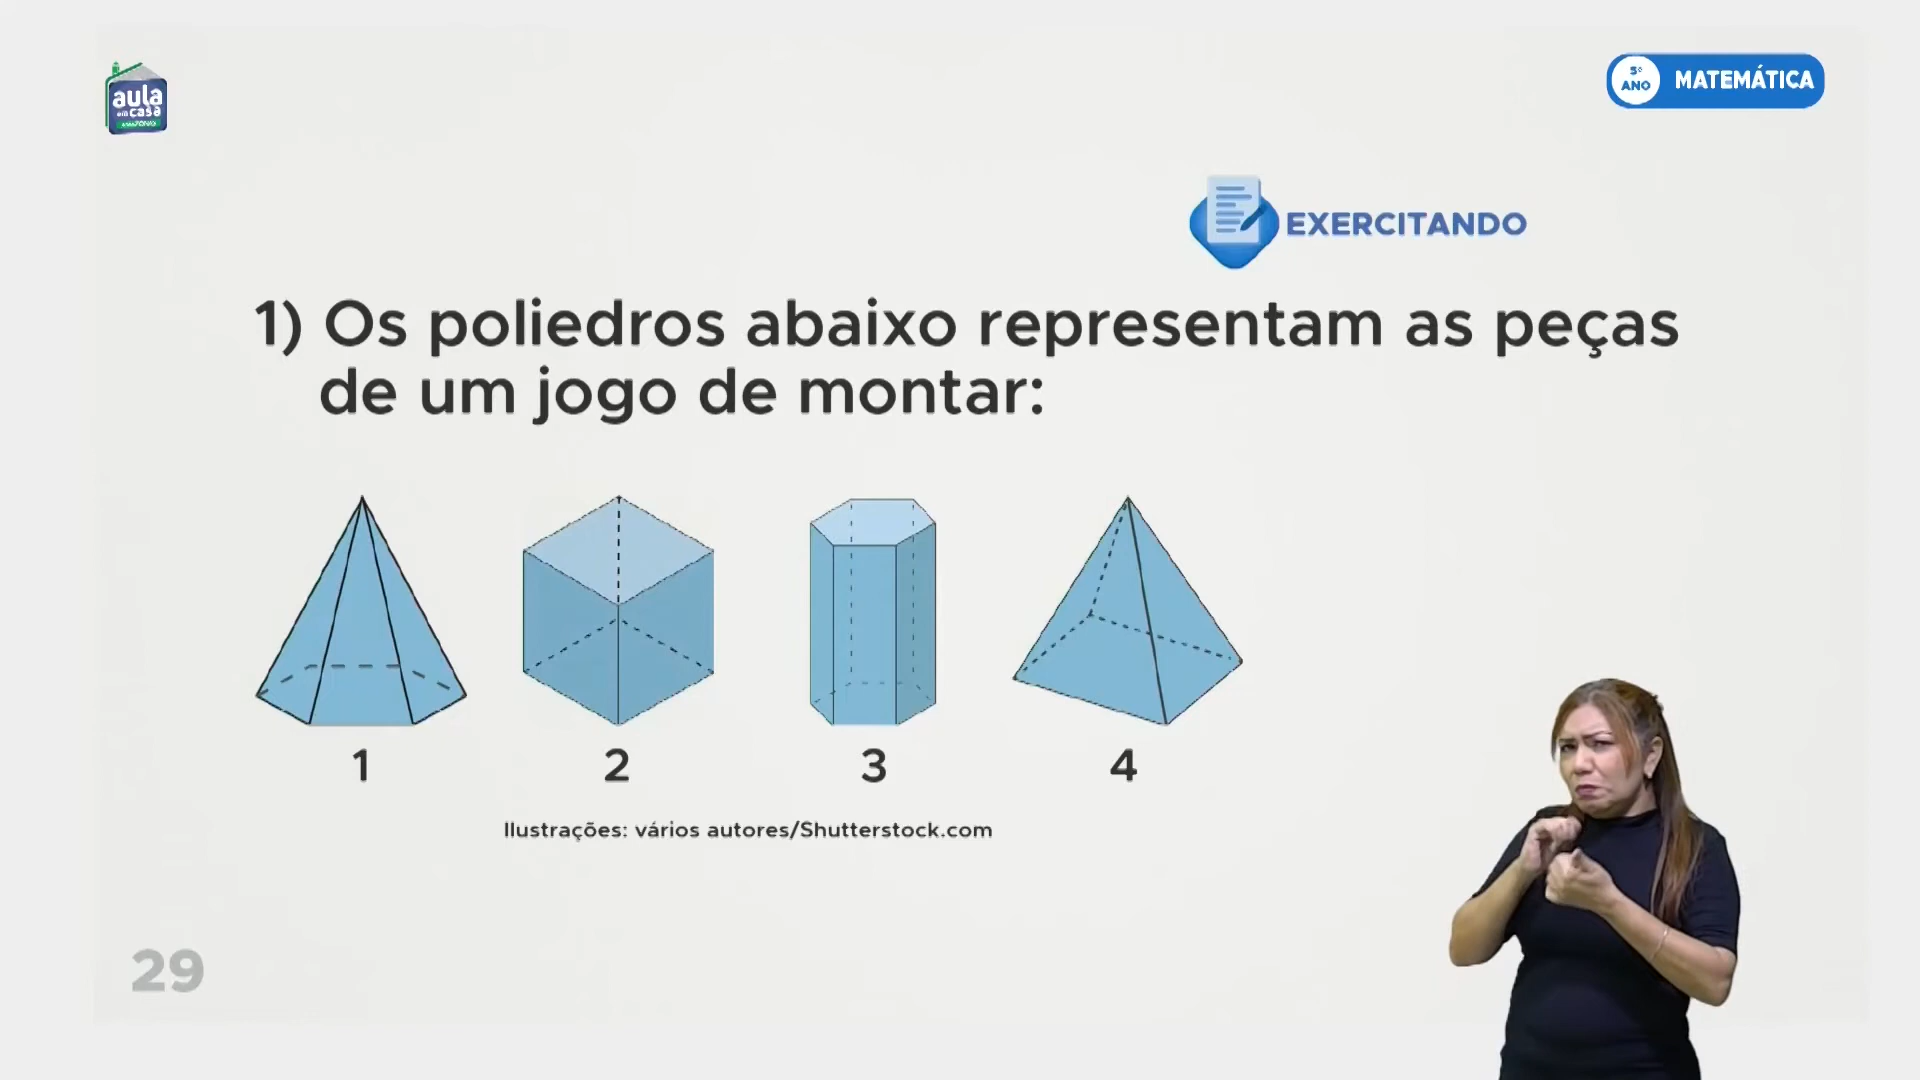 aula
em casa
5º
ANO
MATEMÁTICA
EXERCITANDO
1) Os poliedros abaixo representam as peças
de um jogo de montar:
1 2 3 4
Ilustrações: vários autores/Shutterstock.com
29